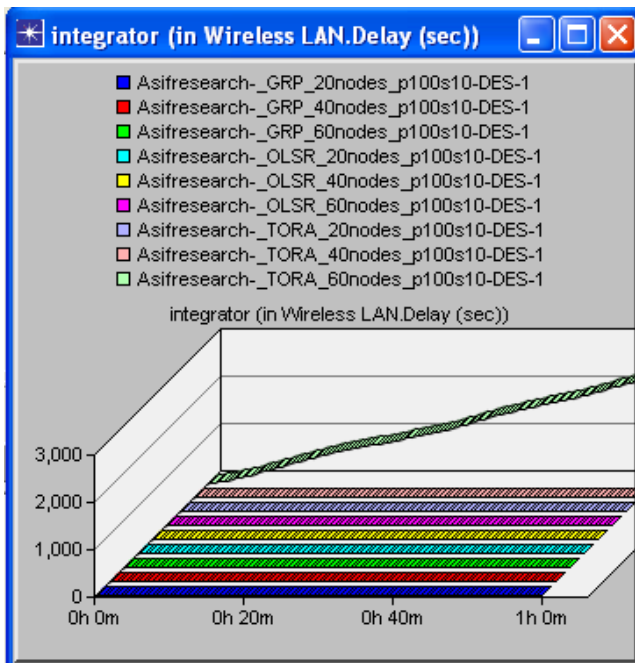 integrator (in Wireless LAN.Delay (sec))
Asifresearch-_GRP_20nodes_p100s10-DES-1
Asifresearch-_GRP_40nodes_p100s10-DES-1
Asifresearch-_GRP_60nodes_p100s10-DES-1
Asifresearch-_OLSR_20nodes_p100s10-DES-1
Asifresearch-_OLSR_40nodes_p100s10-DES-1
Asifresearch-_OLSR_60nodes_p100s10-DES-1
Asifresearch-_TORA_20nodes_p100s10-DES-1
Asifresearch-_TORA_40nodes_p100s10-DES-1
Asifresearch-_TORA_60nodes_p100s10-DES-1
integrator (in Wireless LAN.Delay (sec))
3,000
2,000
1,000
0
0h 0m 0h 20m 0h 40m 1h 0m